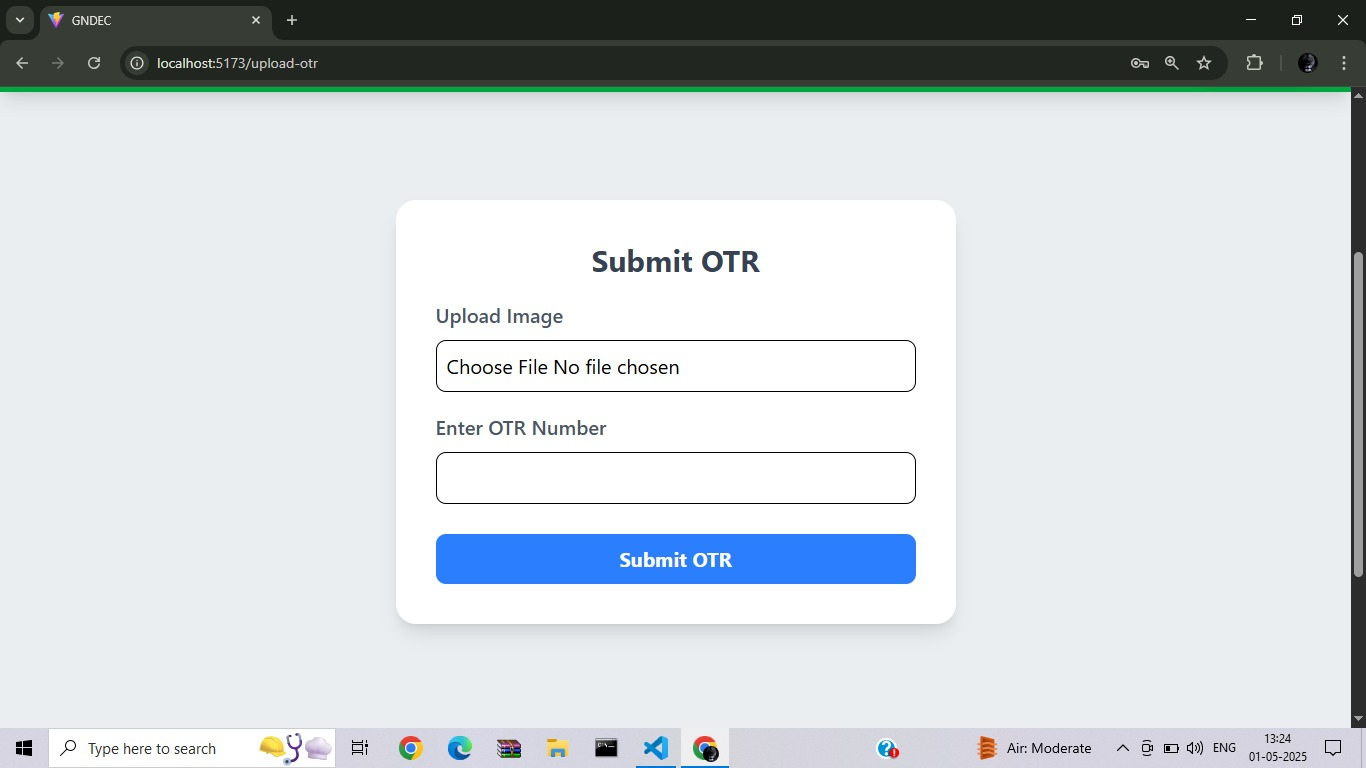 GNDEC
localhost:5173/upload-otr
Submit OTR
Upload Image
Choose File No file chosen
Enter OTR Number
Submit OTR
Type here to search
Air: Moderate
ENG
13:24
01-05-2025